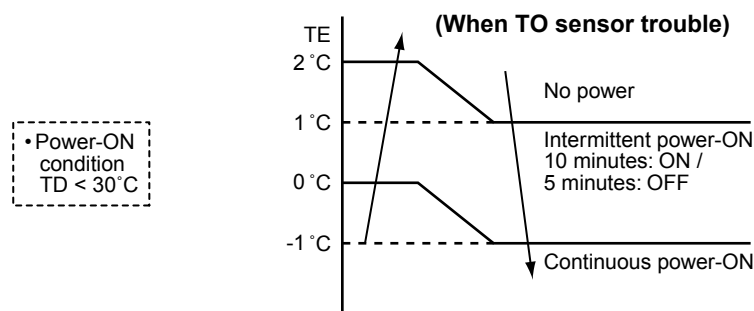 (When TO sensor trouble)
TE
2 ˚C
1 ˚C
0 ˚C
-1 ˚C
No power
Intermittent power-ON
10 minutes: ON /
5 minutes: OFF
Continuous power-ON
• Power-ON
condition
TD < 30˚C